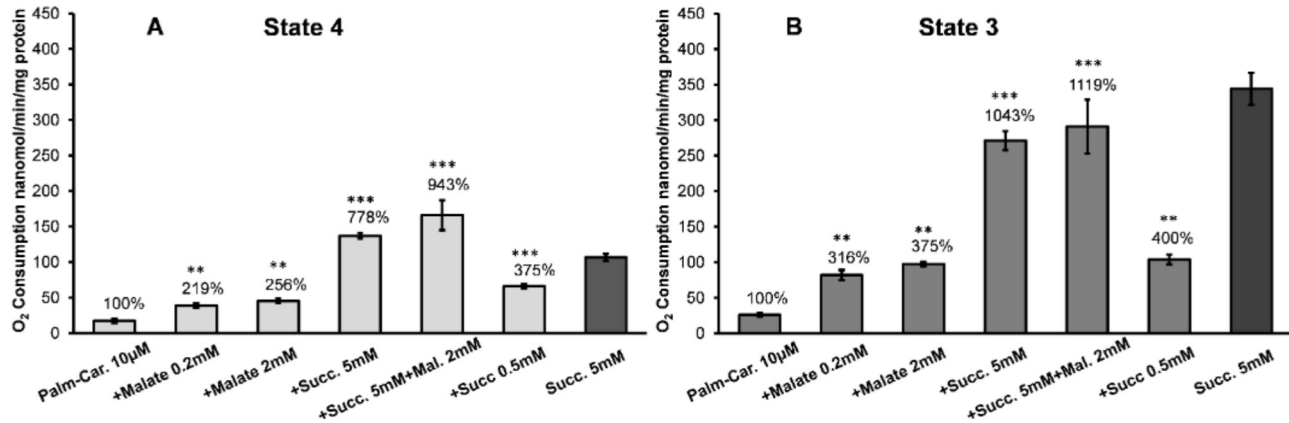 A
State 4
O2 Consumption nanomol/min/mg protein
450
400
350
300
250
200
150
100
50
0
100%
**
219%
**
256%
***
778%
***
943%
***
375%
Palm-Car. 10µM
+Malate 0.2mM
+Malate 2mM
+Succ. 5mM
+Succ. 5mM+Mal. 2mM
+Succ 0.5mM
Succ. 5mM
B
State 3
O2 Consumption nanomol/min/mg protein
450
400
350
300
250
200
150
100
50
0
100%
**
316%
**
375%
***
1043%
***
1119%
**
400%
Palm-Car. 10µM
+Malate 0.2mM
+Malate 2mM
+Succ. 5mM
+Succ. 5mM+Mal. 2mM
+Succ 0.5mM
Succ. 5mM